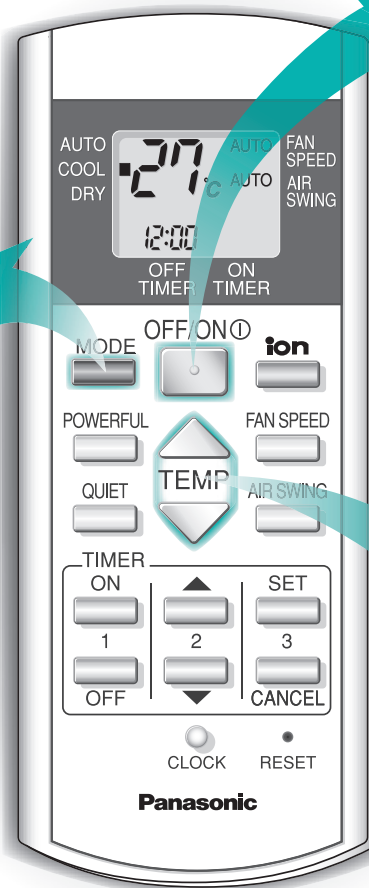 AUTO
COOL
DRY
27°C
AUTO
AUTO
12:00
FAN
SPEED
AIR
SWING
OFF
TIMER
ON
TIMER
OFF/ON
MODE
ion
POWERFUL
FAN SPEED
QUIET
TEMP
AIR SWING
TIMER
ON
SET
1
2
3
OFF
CANCEL
CLOCK
RESET
Panasonic